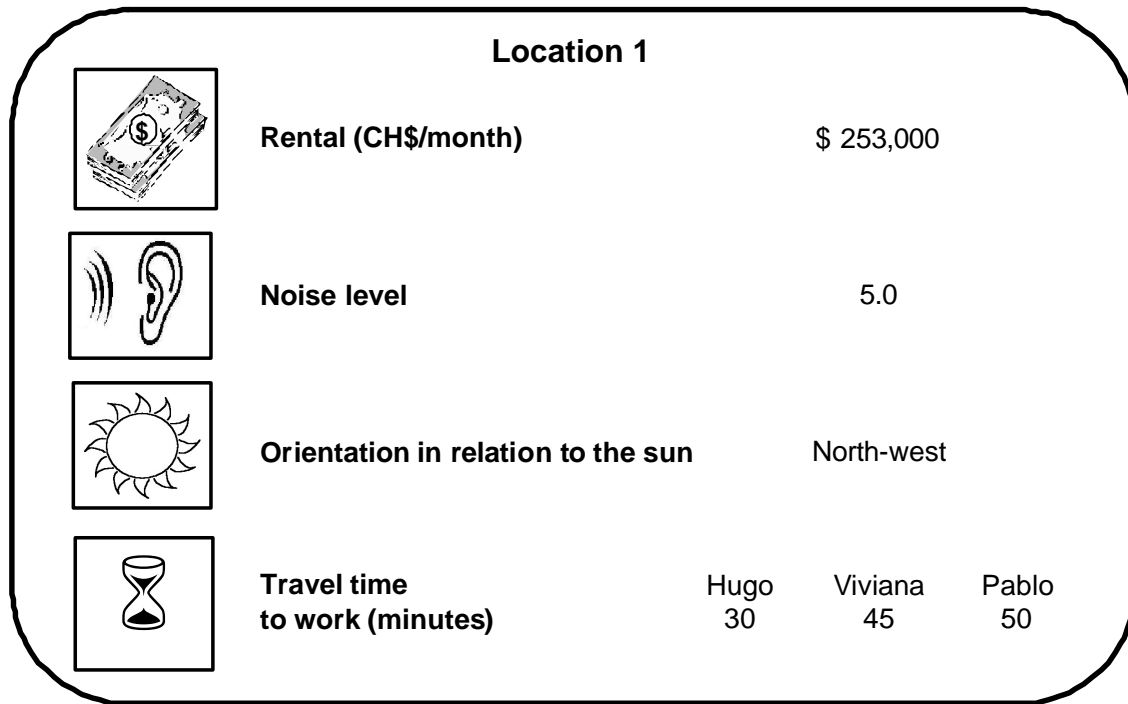 Location 1
$
Rental (CH$/month) $ 253,000
Noise level 5.0
Orientation in relation to the sun North-west
Travel time Hugo Viviana Pablo
to work (minutes) 30 45 50